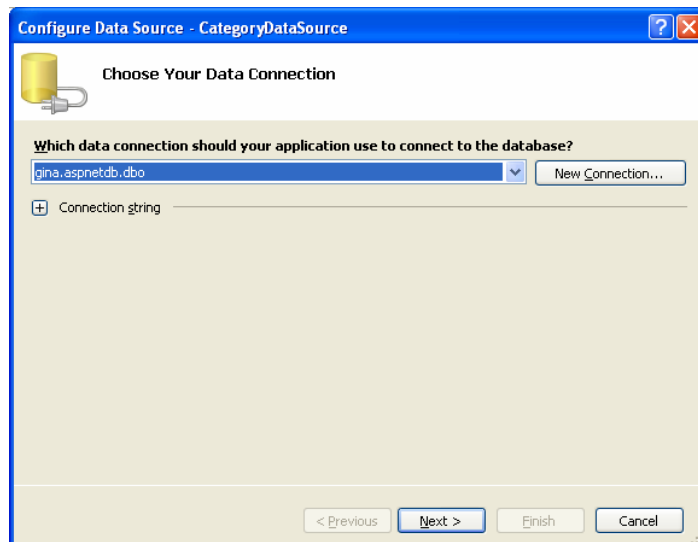 Configure Data Source - CategoryDataSource
Choose Your Data Connection
Which data connection should your application use to connect to the database?
gina.aspnetdb.dbo
New Connection...
Connection string
< Previous
Next >
Finish
Cancel